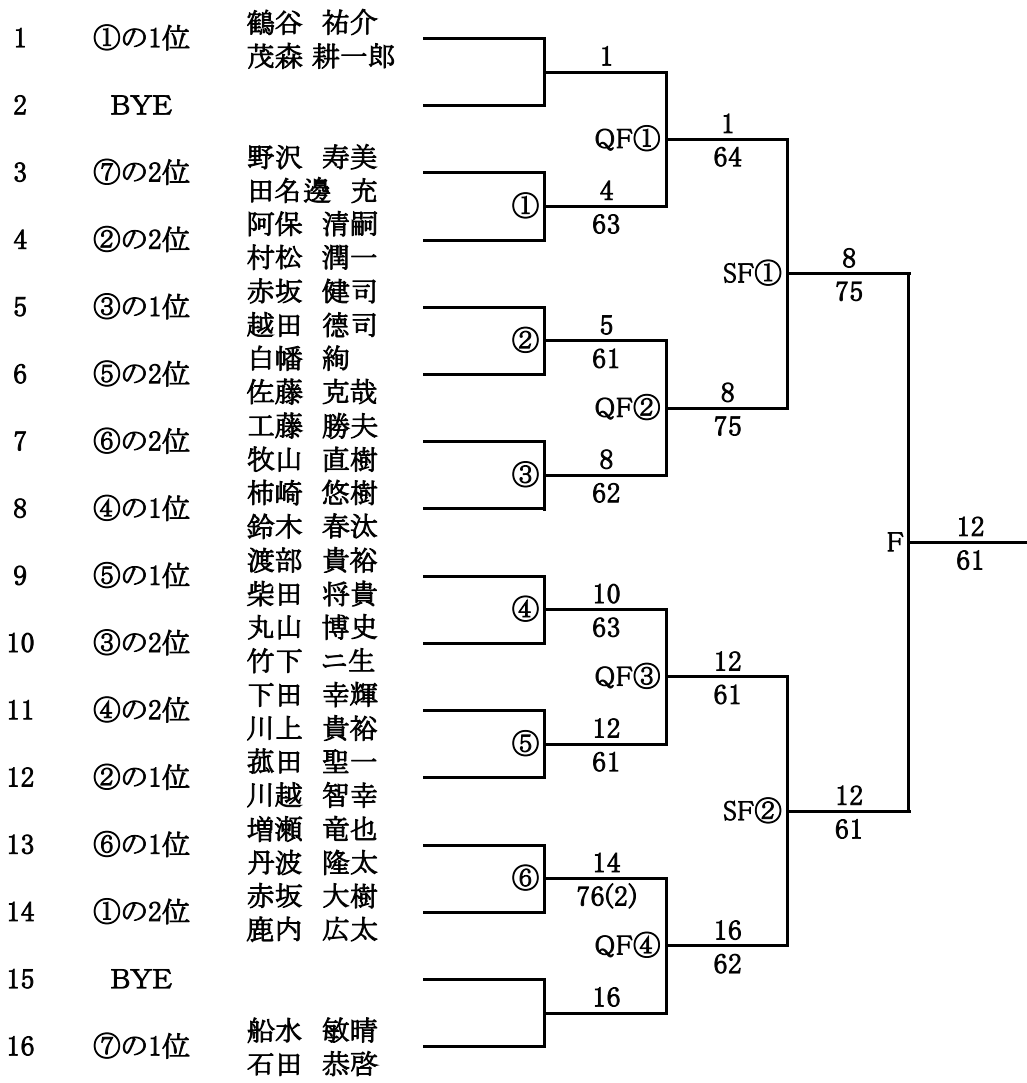 鶴谷 祐介
1 ①の1位
茂森 耕一郎
1
2 BYE
QF① 1
64
野沢 寿美
3 ⑦の2位
田名邊 充
① 4
63
阿保 清嗣
4 ②の2位
村松 潤一
SF① 8
75
赤坂 健司
5 ③の1位
越田 德司
② 5
61
白幡 絢
6 ⑤の2位
佐藤 克哉
QF② 8
75
工藤 勝夫
7 ⑥の2位
牧山 直樹
③ 8
62
柿崎 悠樹
8 ④の1位
鈴木 春汰
F 12
61
渡部 貴裕
9 ⑤の1位
柴田 将貴
④ 10
63
丸山 博史
10 ③の2位
竹下 ニ生
QF③ 12
61
下田 幸輝
11 ④の2位
川上 貴裕
⑤ 12
61
菰田 聖一
12 ②の1位
川越 智幸
SF② 12
61
増瀬 竜也
13 ⑥の1位
丹波 隆太
⑥ 14
76(2)
赤坂 大樹
14 ①の2位
鹿内 広太
QF④ 16
62
15 BYE
16
船水 敏晴
16 ⑦の1位
石田 恭啓